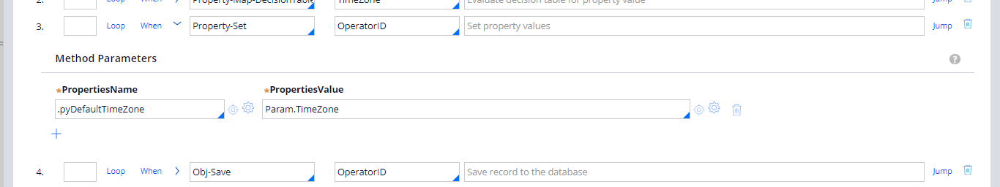 2. Loop When Property-Map-DecisionTable TimeZone Evaluate decision table for property value Jump
3. Loop When Property-Set OperatorID Set property values Jump
Method Parameters ?
*PropertiesName *PropertiesValue
.pyDefaultTimeZone Param.TimeZone
4. Loop When Obj-Save OperatorID Save record to the database Jump